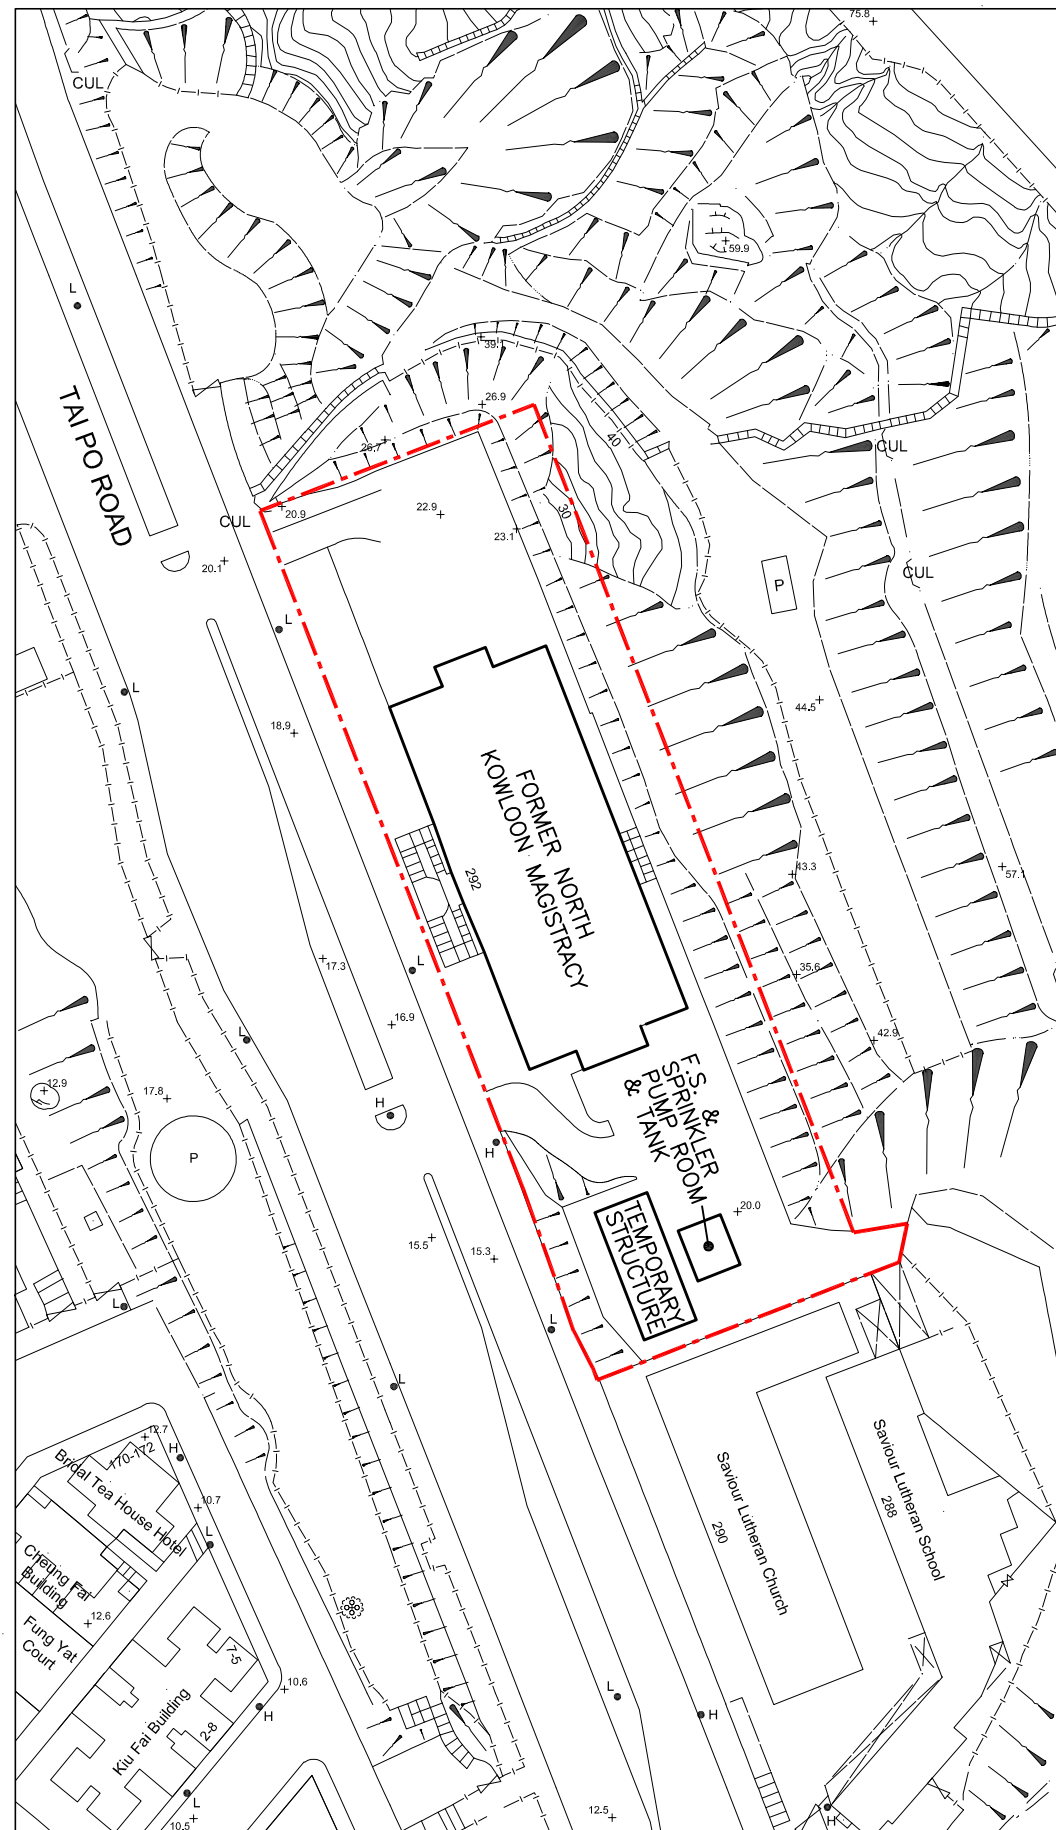 75.8
CUL
59.9
L
39
26.9
TAI PO ROAD
40
26.7
CUL
CUL
20.9
22.9
30
23.1
20.1
CUL
P
L
L
44.5
18.9
FORMER NORTH
KOWLOON MAGISTRACY
292
43.3
57.1
17.3
L
35.6
16.9
L
42.9
12.9
17.8
H
F.S. &
SPRINKLER
PUMP ROOM
& TANK
H
P
20.0
TEMPORARY
STRUCTURE
15.5
15.3
L
L
L
12.7
H
170-172
Bridal Tea House Hotel
10.7
L
Saviour Lutheran Church
290
Saviour Lutheran School
288
Cheung Fai
Building
12.6
Fung Yat
Court
7-5
10.6
Kiu Fai Building
2-8
H
L
H
L
10.5
12.5
H